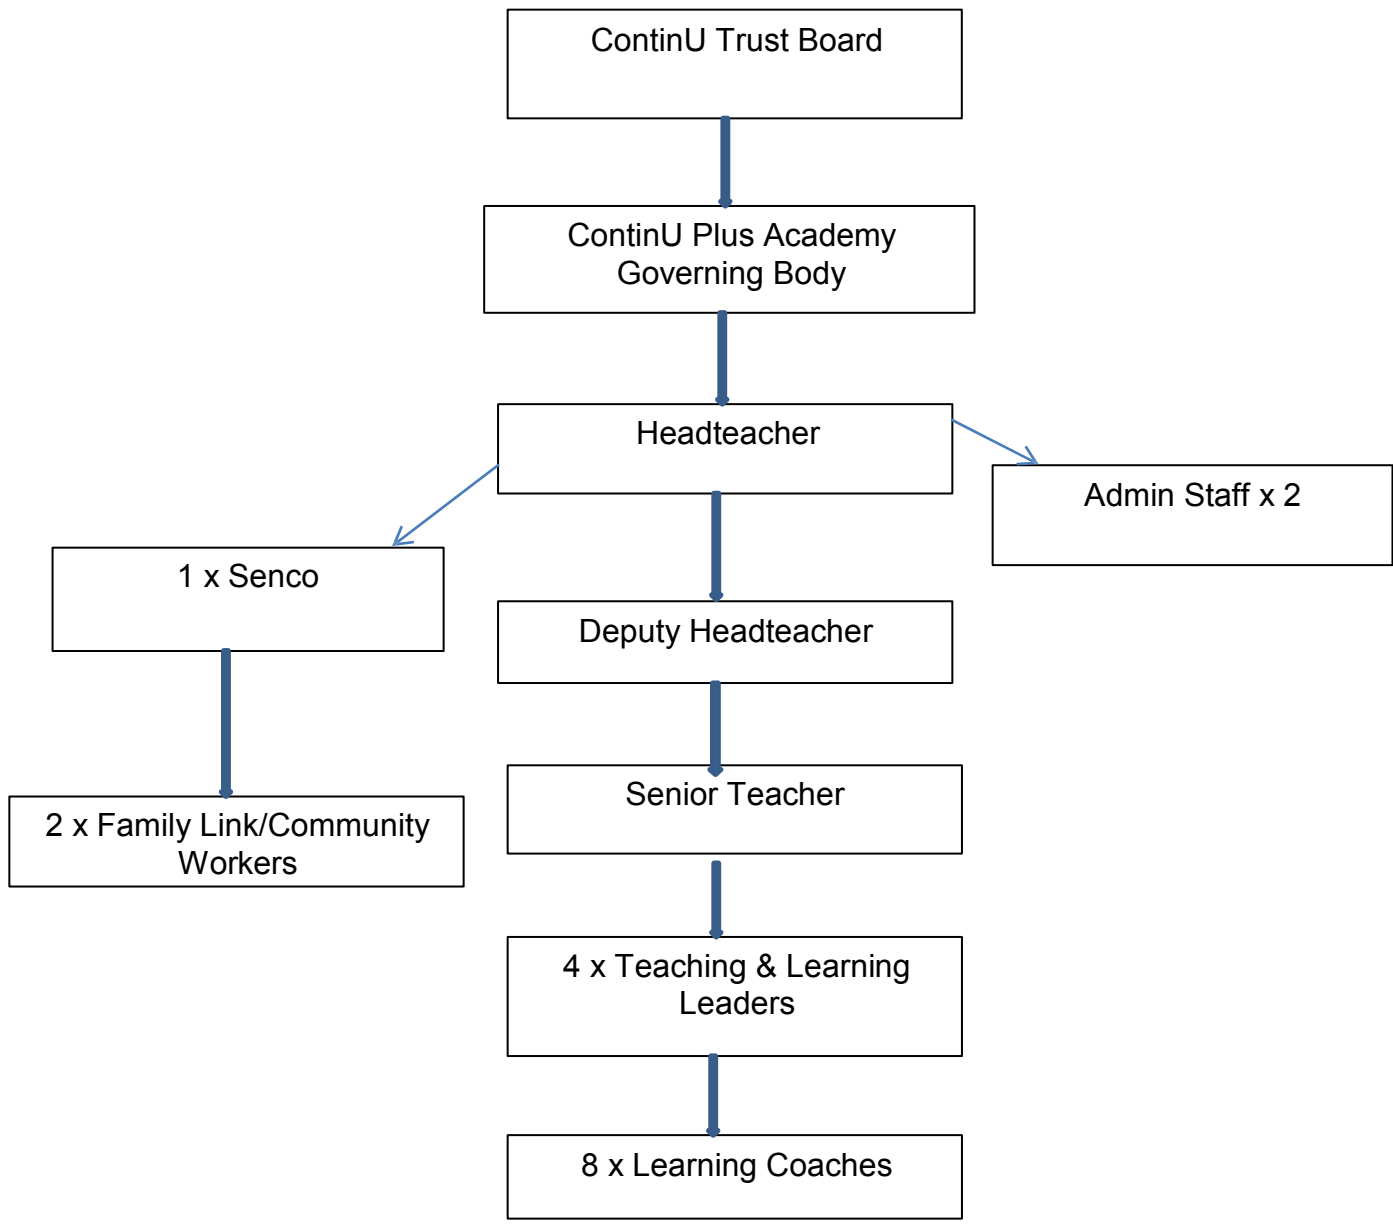 ContinU Trust Board
ContinU Plus Academy
Governing Body
Headteacher
Admin Staff x 2
1 x Senco
Deputy Headteacher
Senior Teacher
2 x Family Link/Community
Workers
4 x Teaching & Learning
Leaders
8 x Learning Coaches